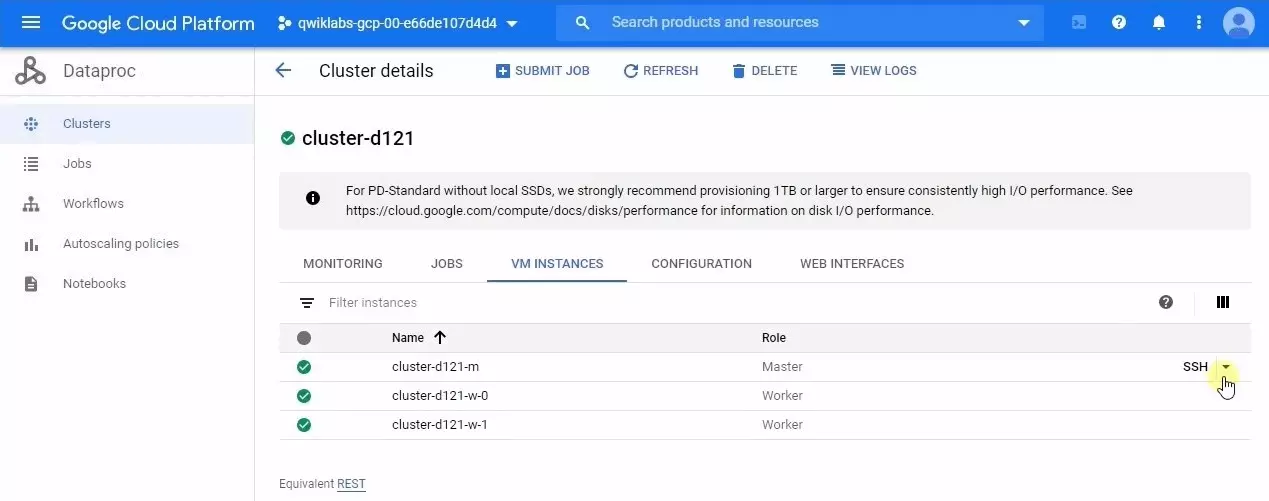 Google Cloud Platform
qwiklabs-gcp-00-e66de107d4d4
Search products and resources
Dataproc
Cluster details
SUBMIT JOB
REFRESH
DELETE
VIEW LOGS
Clusters
Jobs
Workflows
Autoscaling policies
Notebooks
cluster-d121
For PD-Standard without local SSDs, we strongly recommend provisioning 1TB or larger to ensure consistently high I/O performance. See
https://cloud.google.com/compute/docs/disks/performance for information on disk I/O performance.
MONITORING
JOBS
VM INSTANCES
CONFIGURATION
WEB INTERFACES
Filter instances
Name Role
cluster-d121-m Master SSH
cluster-d121-w-0 Worker
cluster-d121-w-1 Worker
Equivalent REST